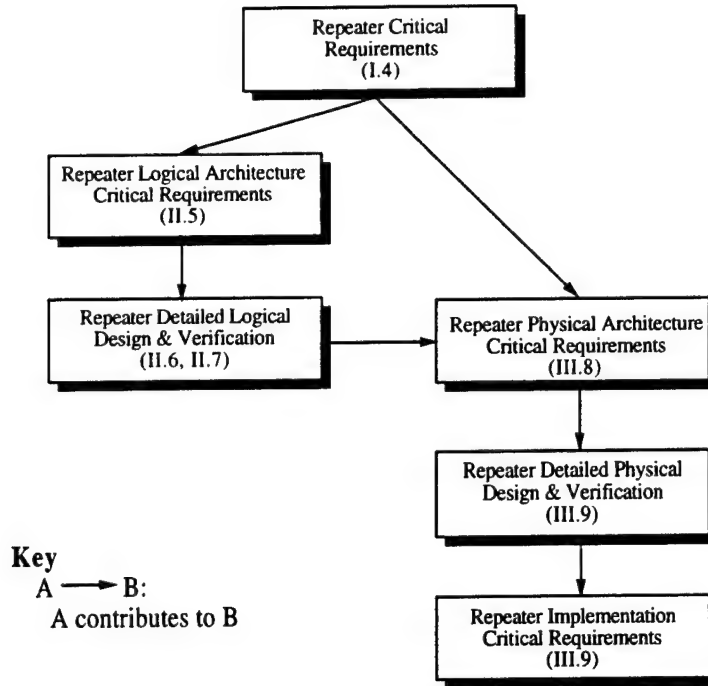 Repeater Critical
Requirements
(I.4)
Repeater Logical Architecture
Critical Requirements
(II.5)
Repeater Detailed Logical
Design & Verification
(II.6, II.7)
Repeater Physical Architecture
Critical Requirements
(III.8)
Repeater Detailed Physical
Design & Verification
(III.9)
Repeater Implementation
Critical Requirements
(III.9)
Key
A ⟶ B:
A contributes to B